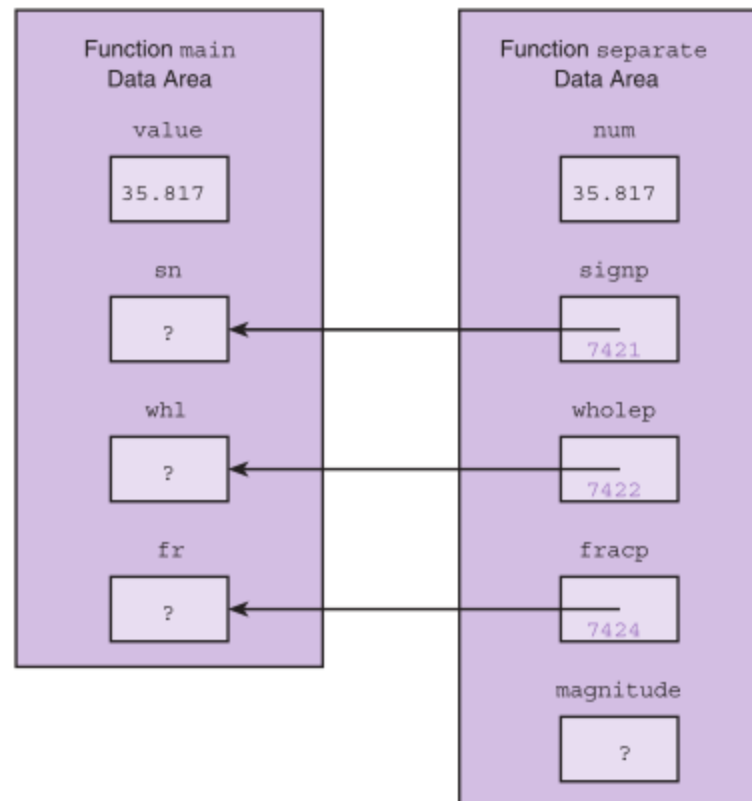 Function main
Data Area
value
35.817
sn
?
whl
?
fr
?
Function separate
Data Area
num
35.817
signp
7421
wholep
7422
fracp
7424
magnitude
?